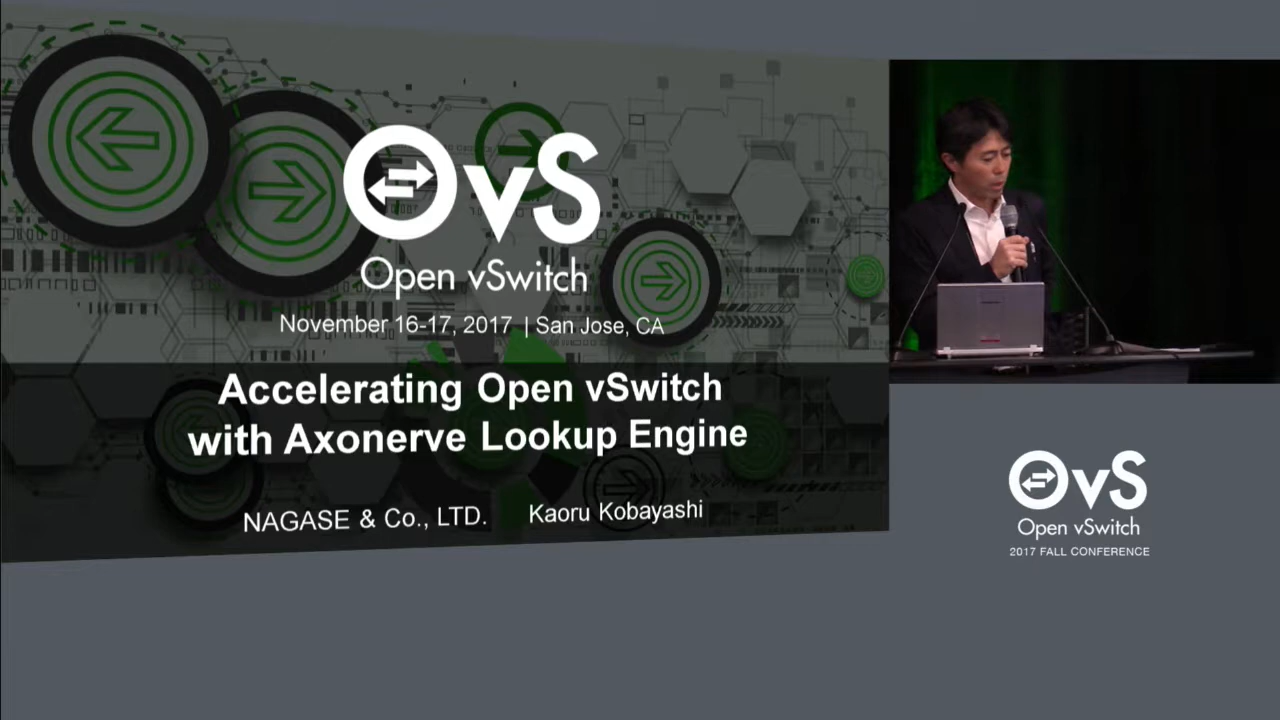 OvS
Open vSwitch
November 16-17, 2017 | San Jose, CA
Accelerating Open vSwitch
with Axonerve Lookup Engine
NAGASE & Co., LTD. Kaoru Kobayashi
OvS
Open vSwitch
2017 FALL CONFERENCE